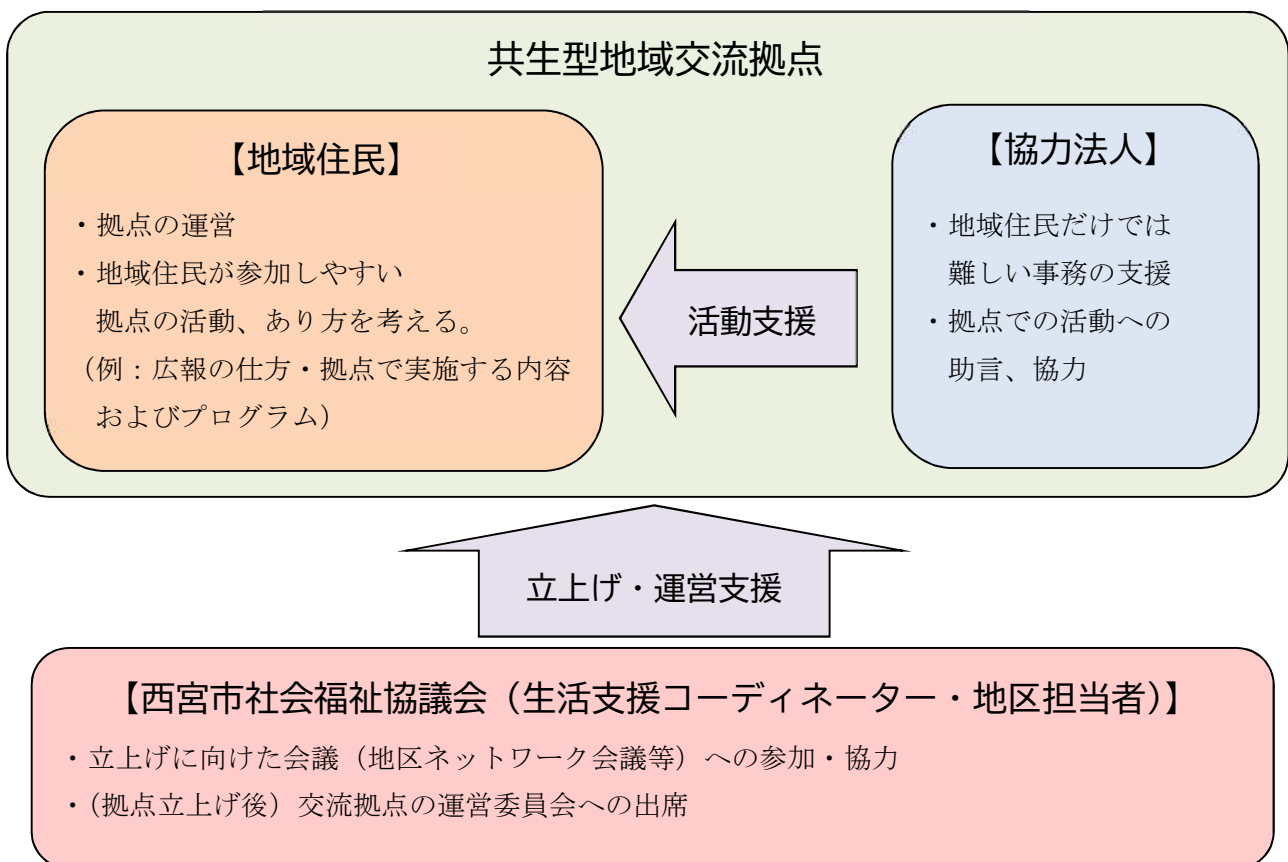 共生型地域交流拠点
【地域住民】
・拠点の運営
・地域住民が参加しやすい
拠点の活動、あり方を考える。
（例：広報の仕方・拠点で実施する内容
およびプログラム）
活動支援
【協力法人】
・地域住民だけでは
難しい事務の支援
・拠点での活動への
助言、協力
立上げ・運営支援
【西宮市社会福祉協議会（生活支援コーディネーター・地区担当者）】
・立上げに向けた会議（地区ネットワーク会議等）への参加・協力
・（拠点立上げ後）交流拠点の運営委員会への出席